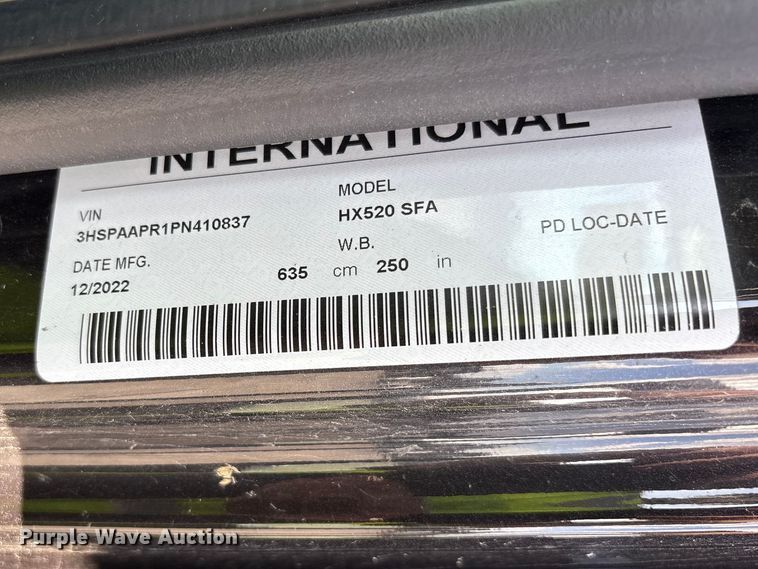 INTERNATIONAL
VIN
3HSPAAPR1PN410837
MODEL
HX520 SFA
PD LOC-DATE
DATE MFG.
12/2022
W.B.
635 cm 250 in
Purple Wave Auction